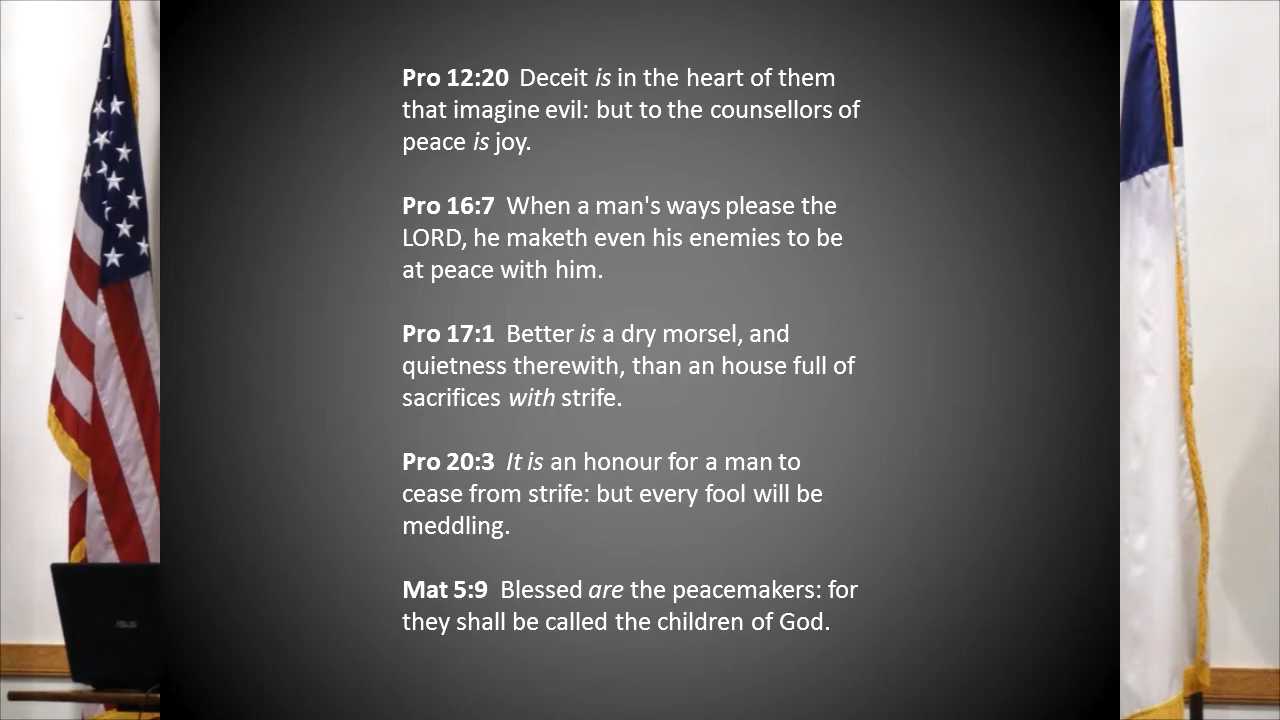 Pro 12:20 Deceit is in the heart of them
that imagine evil: but to the counsellors of
peace is joy.
Pro 16:7 When a man's ways please the
LORD, he maketh even his enemies to be
at peace with him.
Pro 17:1 Better is a dry morsel, and
quietness therewith, than an house full of
sacrifices with strife.
Pro 20:3 It is an honour for a man to
cease from strife: but every fool will be
meddling.
Mat 5:9 Blessed are the peacemakers: for
they shall be called the children of God.